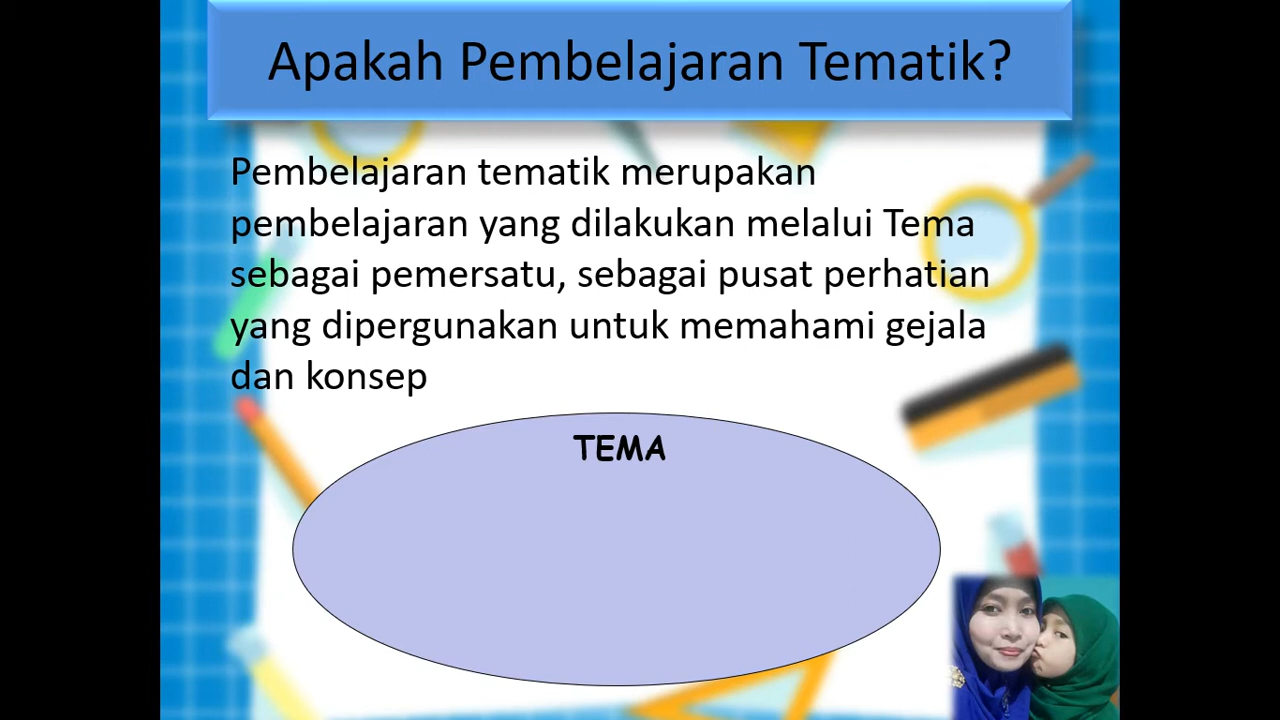 Apakah Pembelajaran Tematik?
Pembelajaran tematik merupakan
pembelajaran yang dilakukan melalui Tema
sebagai pemersatu, sebagai pusat perhatian
yang dipergunakan untuk memahami gejala
dan konsep
TEMA